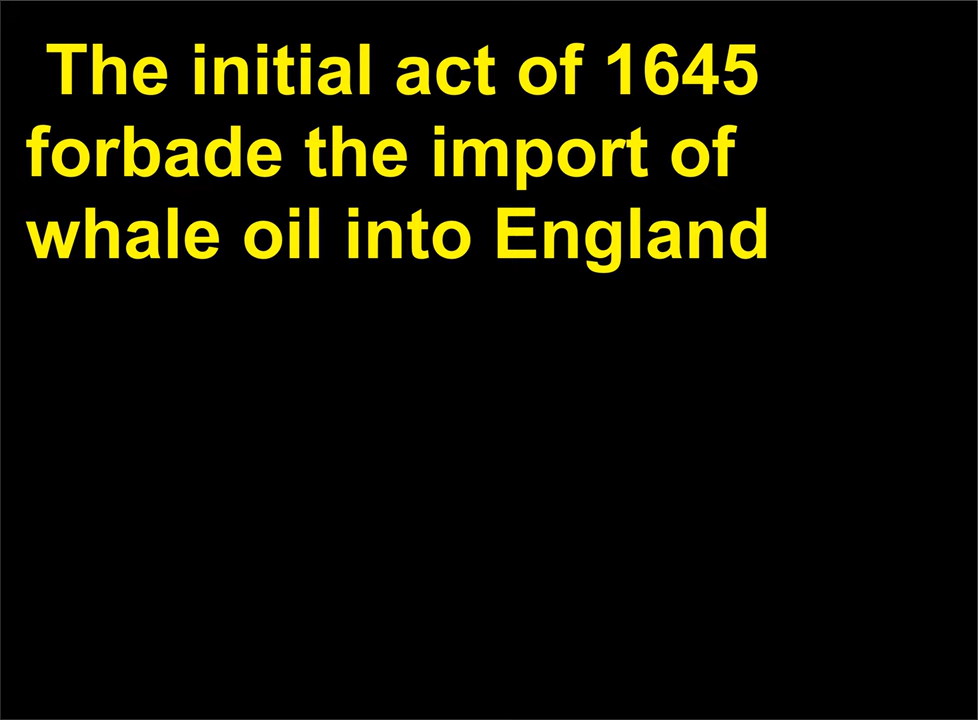 The initial act of 1645
forbade the import of
whale oil into England